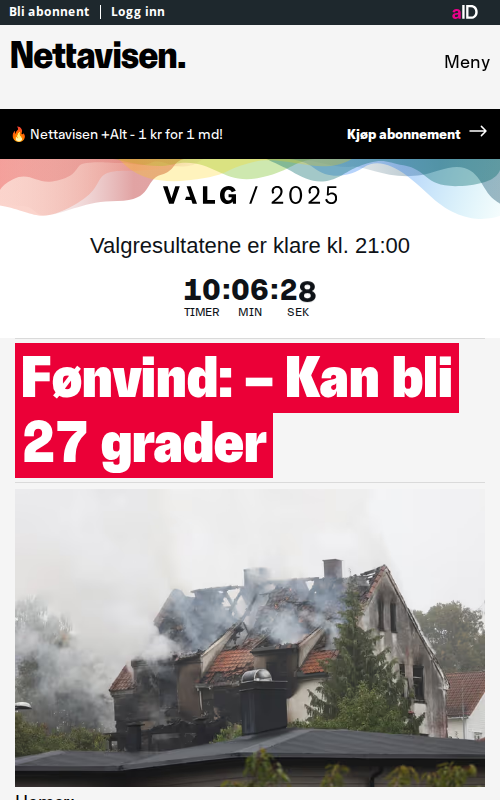 Bli abonnent | Logg inn
aID
Nettavisen.
Meny
🔥 Nettavisen +Alt - 1 kr for 1 md!
Kjøp abonnement →
VALG / 2025
Valgresultatene er klare kl. 21:00
10:06:28
TIMER MIN SEK
Fønvind: – Kan bli
27 grader